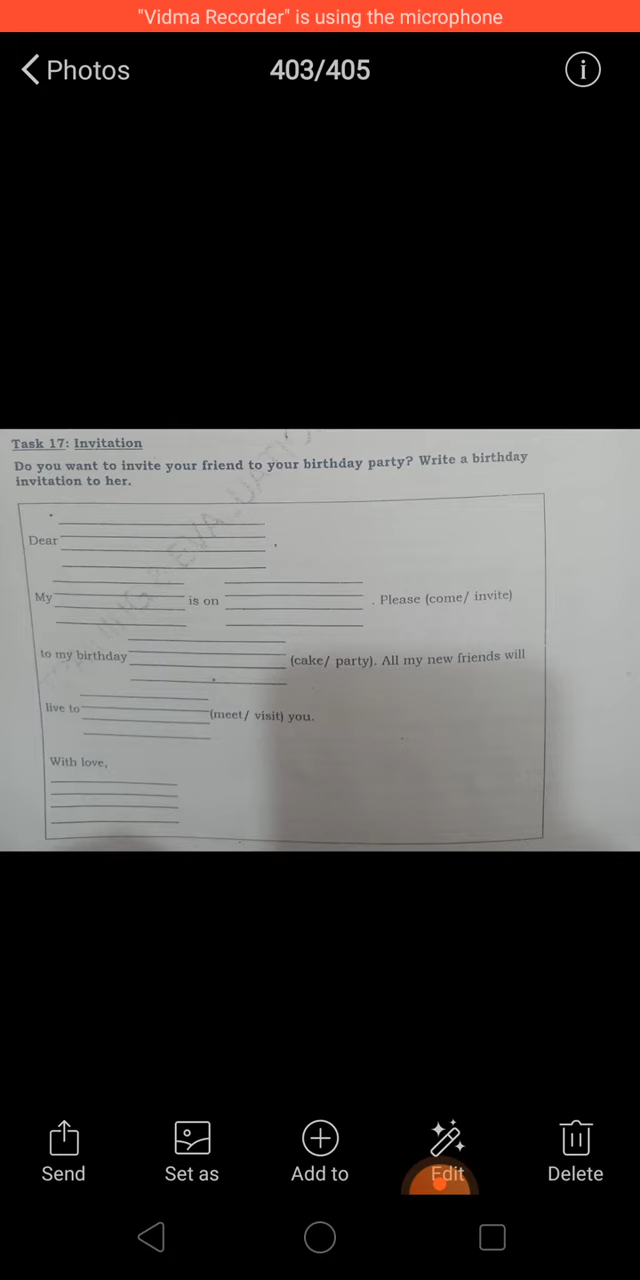 "Vidma Recorder" is using the microphone
Photos
403/405
Task 17: Invitation
Do you want to invite your friend to your birthday party? Write a birthday
invitation to her.
Dear
.
My is on . Please (come/ invite)
to my birthday (cake/ party). All my new friends will
live to (meet/ visit) you.
With love,
Send Set as Add to Edit Delete